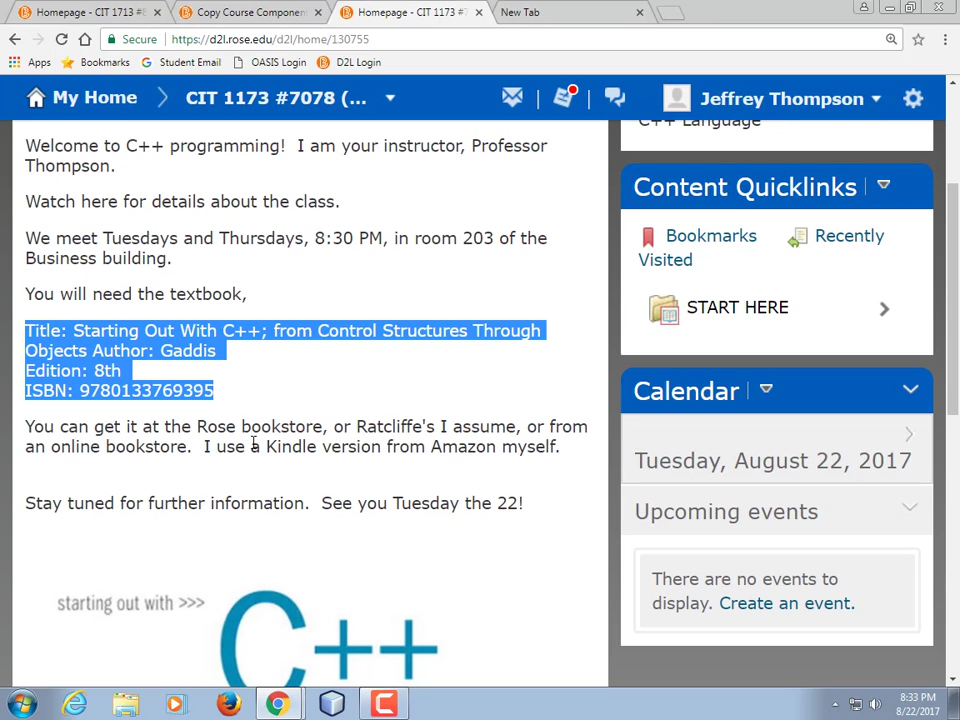 Homepage - CIT 1713 #8
Copy Course Componen
Homepage - CIT 1173 #7
New Tab
Secure
https://d2l.rose.edu/d2l/home/130755
Apps
Bookmarks
Student Email
OASIS Login
D2L Login
My Home
CIT 1173 #7078 (...
Jeffrey Thompson
Welcome to C++ programming!  I am your instructor, Professor
Thompson.
Watch here for details about the class.
We meet Tuesdays and Thursdays, 8:30 PM, in room 203 of the
Business building.
You will need the textbook,
Title: Starting Out With C++; from Control Structures Through
Objects Author: Gaddis
Edition: 8th
ISBN: 9780133769395
You can get it at the Rose bookstore, or Ratcliffe's I assume, or from
an online bookstore.  I use a Kindle version from Amazon myself.
Stay tuned for further information.  See you Tuesday the 22!
starting out with >>>
C++
C++ Language
Content Quicklinks
Bookmarks
Recently
Visited
START HERE
Calendar
Tuesday, August 22, 2017
Upcoming events
There are no events to
display. Create an event.
8:33 PM
8/22/2017